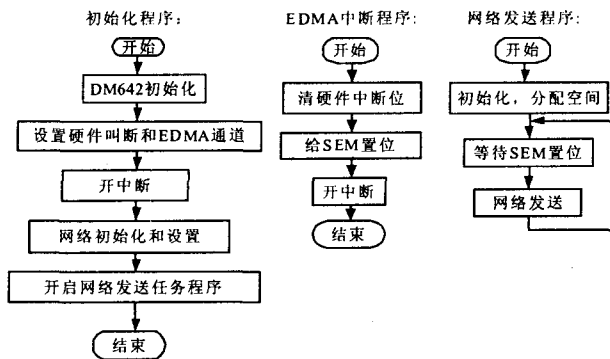 初始化程序:
开始
DM642初始化
设置硬件叫断和EDMA通道
开中断
网络初始化和设置
开启网络发送任务程序
结束
EDMA中断程序:
开始
清硬件中断位
给SEM置位
开中断
结束
网络发送程序:
开始
初始化，分配空间
等待SEM置位
网络发送